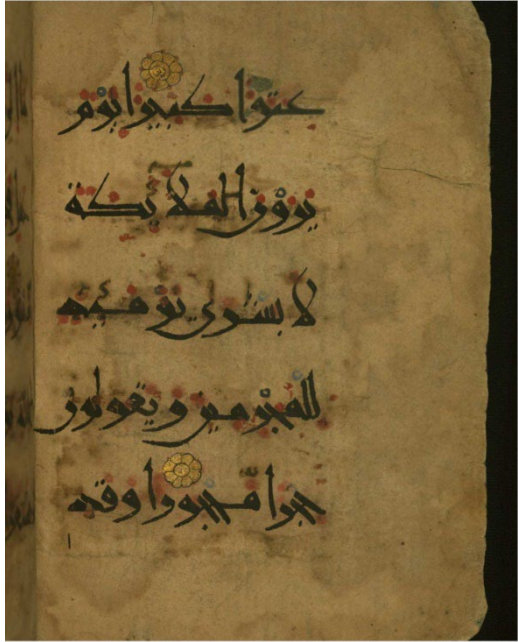 عتوا كبيرا يوم
يرون الملائكة
لا بشرى يومئذ
للمجرمين ويقولون
حجرا محجورا وقد